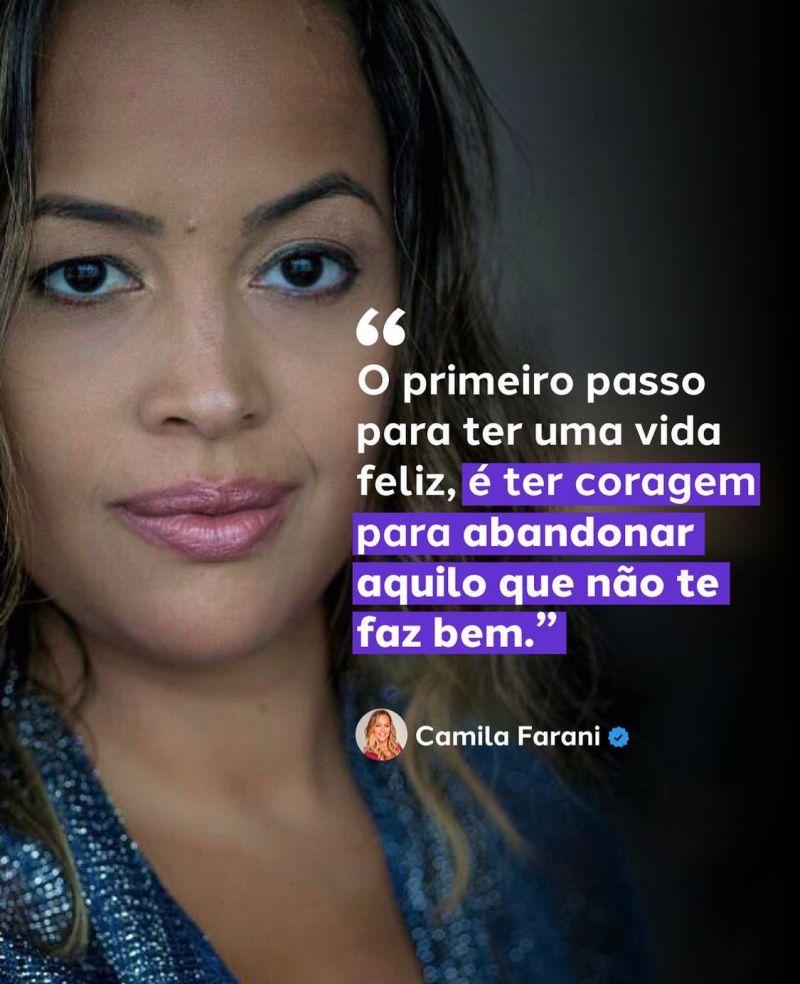 “
O primeiro passo
para ter uma vida
feliz, é ter coragem
para abandonar
aquilo que não te
faz bem.”
Camila Farani